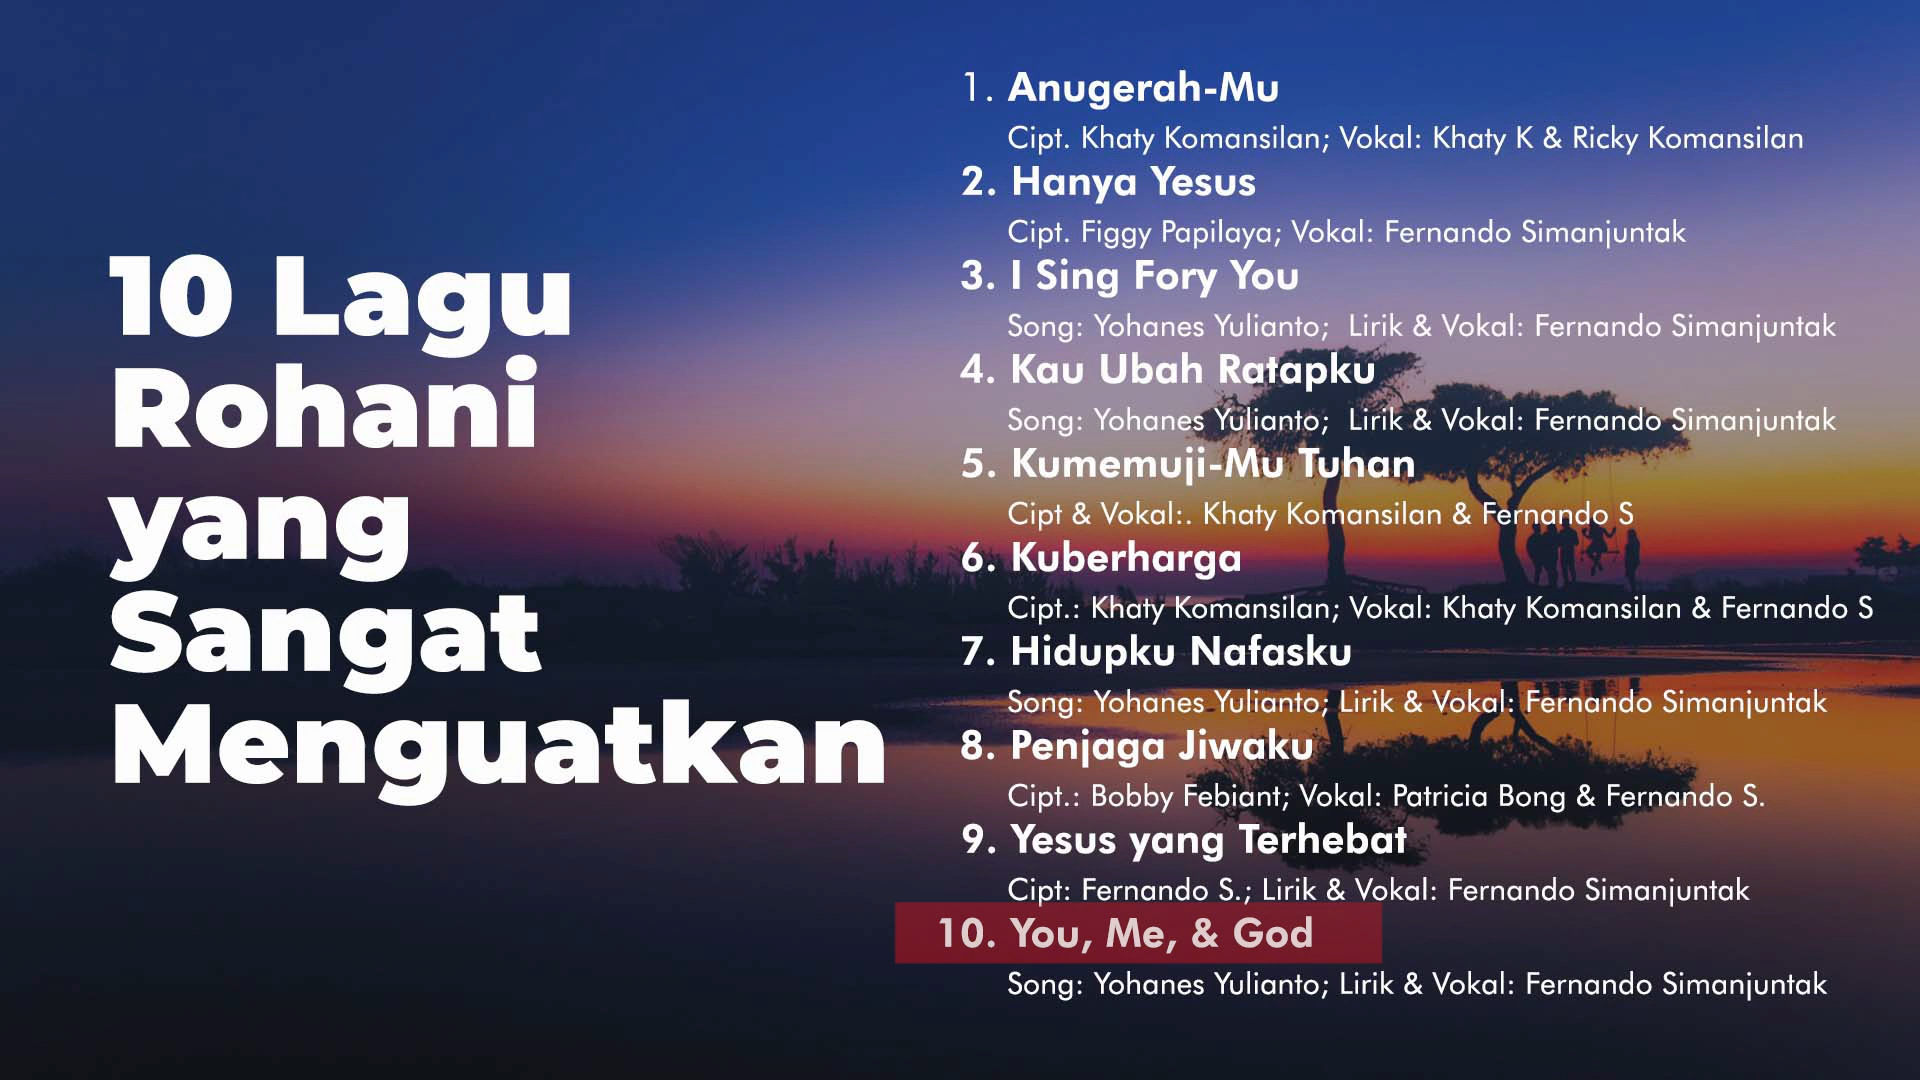 10 Lagu
Rohani
yang
Sangat
Menguatkan
1. Anugerah-Mu
Cipt. Khaty Komansilan; Vokal: Khaty K & Ricky Komansilan
2. Hanya Yesus
Cipt. Figgy Papilaya; Vokal: Fernando Simanjuntak
3. I Sing Fory You
Song: Yohanes Yulianto; Lirik & Vokal: Fernando Simanjuntak
4. Kau Ubah Ratapku
Song: Yohanes Yulianto; Lirik & Vokal: Fernando Simanjuntak
5. Kumemuji-Mu Tuhan
Cipt & Vokal:. Khaty Komansilan & Fernando S
6. Kuberharga
Cipt.: Khaty Komansilan; Vokal: Khaty Komansilan & Fernando S
7. Hidupku Nafasku
Song: Yohanes Yulianto; Lirik & Vokal: Fernando Simanjuntak
8. Penjaga Jiwaku
Cipt.: Bobby Febiant; Vokal: Patricia Bong & Fernando S.
9. Yesus yang Terhebat
Cipt: Fernando S.; Lirik & Vokal: Fernando Simanjuntak
10. You, Me, & God
Song: Yohanes Yulianto; Lirik & Vokal: Fernando Simanjuntak